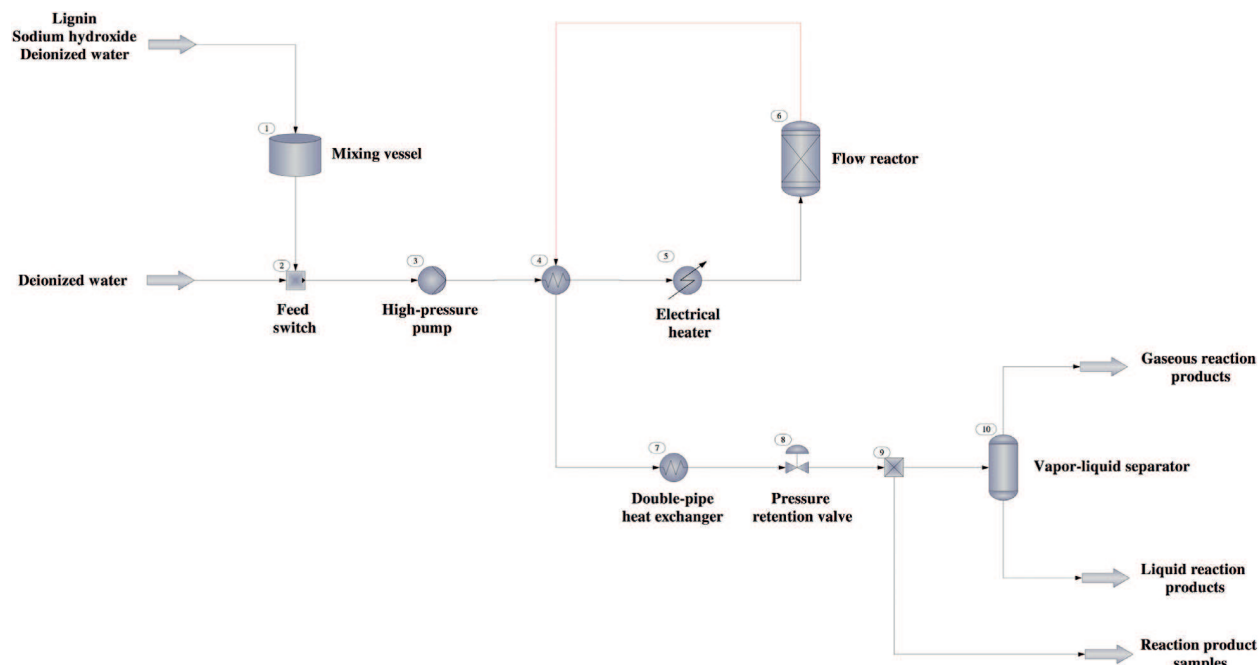 Lignin
Sodium hydroxide
Deionized water
1
Mixing vessel
6
Flow reactor
Deionized water
2
Feed
switch
3
High-pressure
pump
4
5
Electrical
heater
Gaseous reaction
products
7
Double-pipe
heat exchanger
8
Pressure
retention valve
9
10
Vapor-liquid separator
Liquid reaction
products
Reaction product
samples